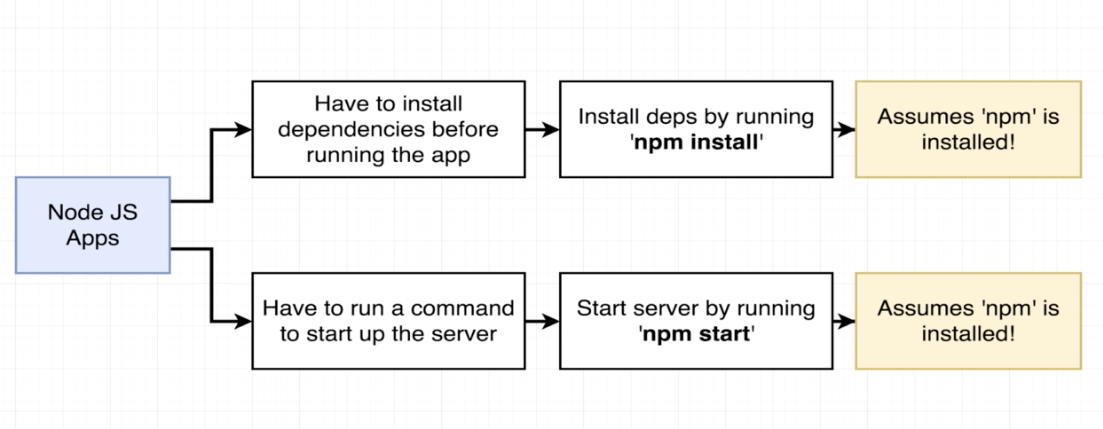 Node JS
Apps
Have to install
dependencies before
running the app
Install deps by running
'npm install'
Assumes 'npm' is
installed!
Have to run a command
to start up the server
Start server by running
'npm start'
Assumes 'npm' is
installed!